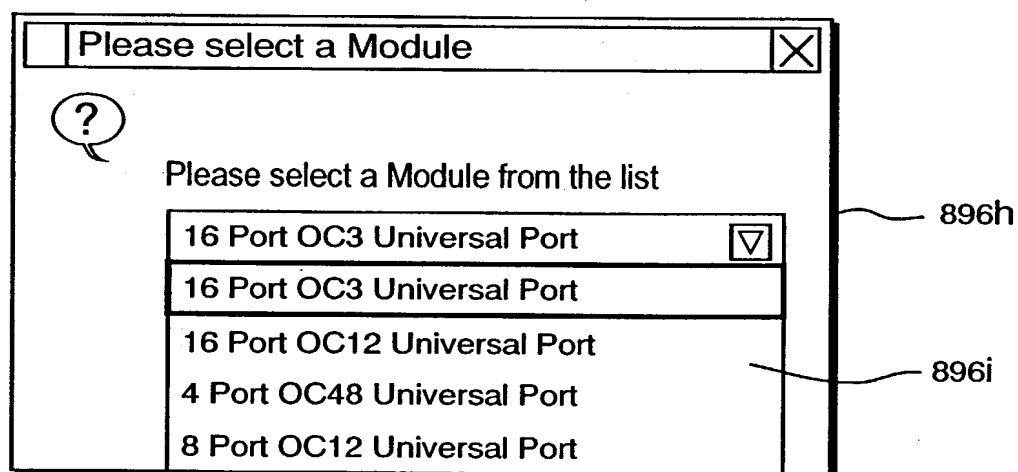 Please select a Module
?
Please select a Module from the list
896h
16 Port OC3 Universal Port
16 Port OC3 Universal Port
16 Port OC12 Universal Port
896i
4 Port OC48 Universal Port
8 Port OC12 Universal Port